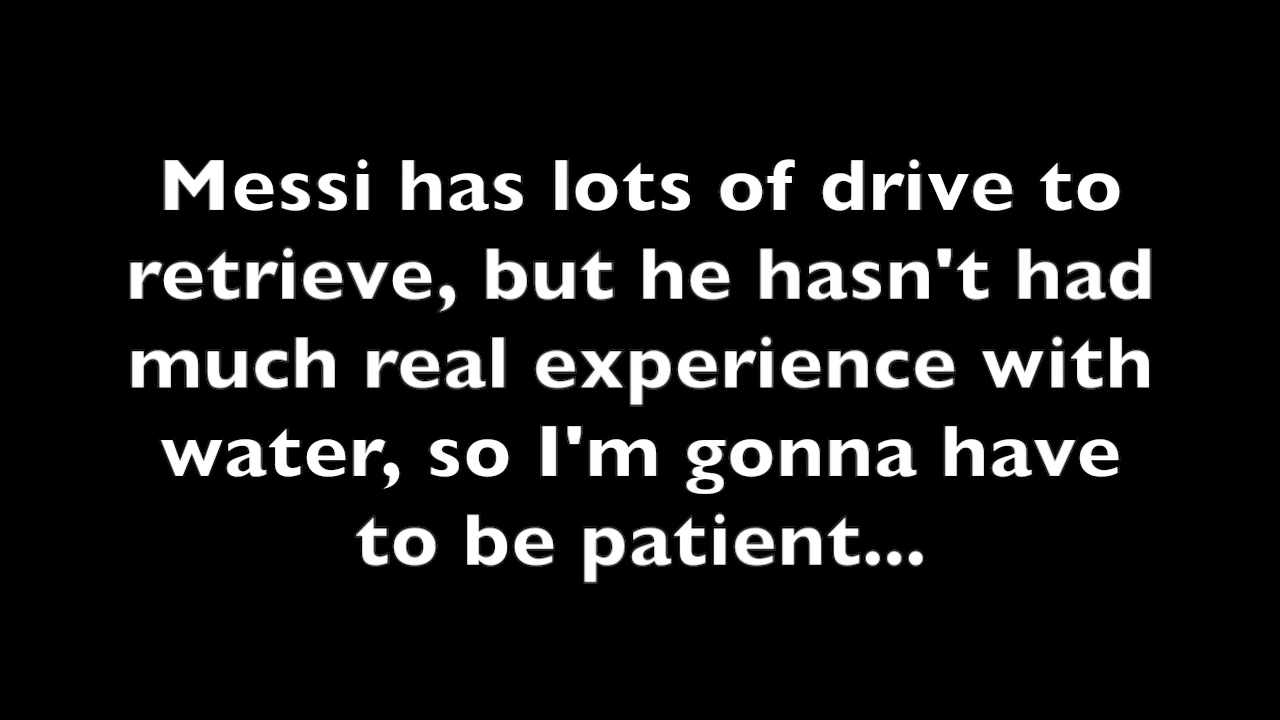 Messi has lots of drive to
retrieve, but he hasn't had
much real experience with
water, so I'm gonna have
to be patient...